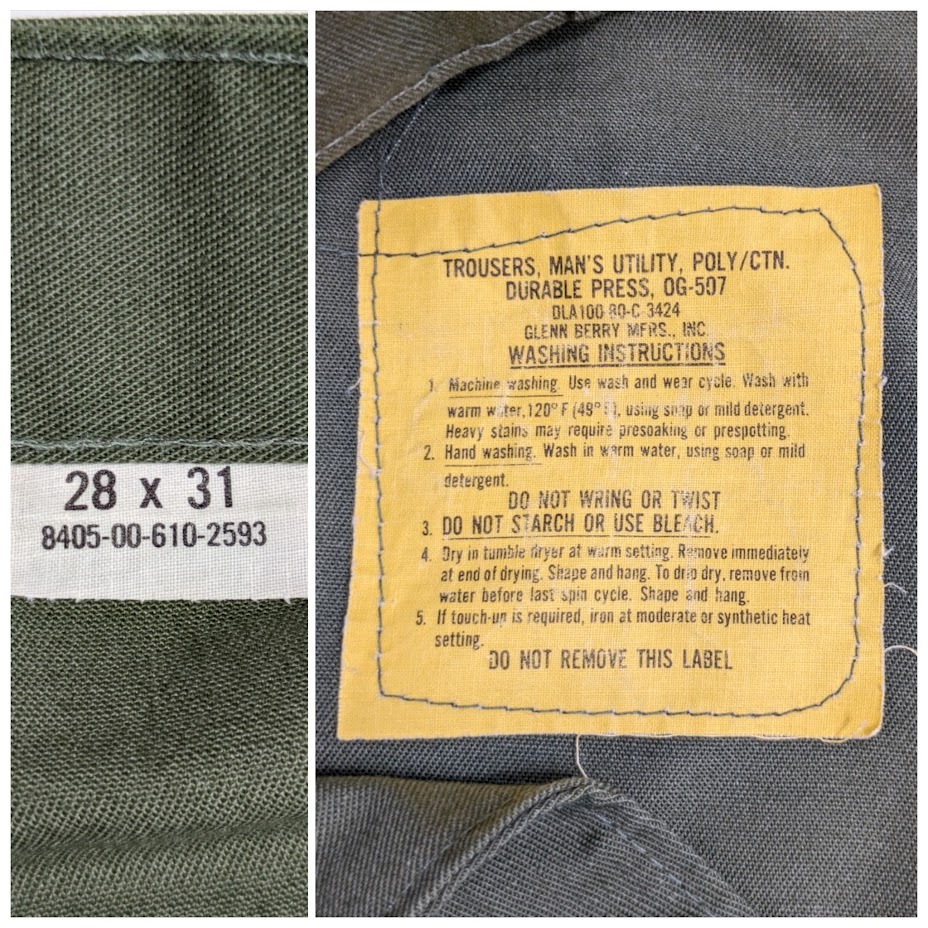 28 x 31
8405-00-610-2593
TROUSERS, MAN'S UTILITY, POLY/CTN.
DURABLE PRESS, OG-507
DLA100-80-C 3424
GLENN BERRY MFRS., INC.
WASHING INSTRUCTIONS
1. Machine washing. Use wash and wear cycle. Wash with
warm water, 120° F (49° F), using soap or mild detergent.
Heavy stains may require presoaking or prespotting.
2. Hand washing. Wash in warm water, using soap or mild
detergent.
DO NOT WRING OR TWIST
3. DO NOT STARCH OR USE BLEACH.
4. Dry in tumble dryer at warm setting. Remove immediately
at end of drying. Shape and hang. To drip dry, remove from
water before last spin cycle. Shape and hang.
5. If touch-up is required, iron at moderate or synthetic heat
setting.
DO NOT REMOVE THIS LABEL